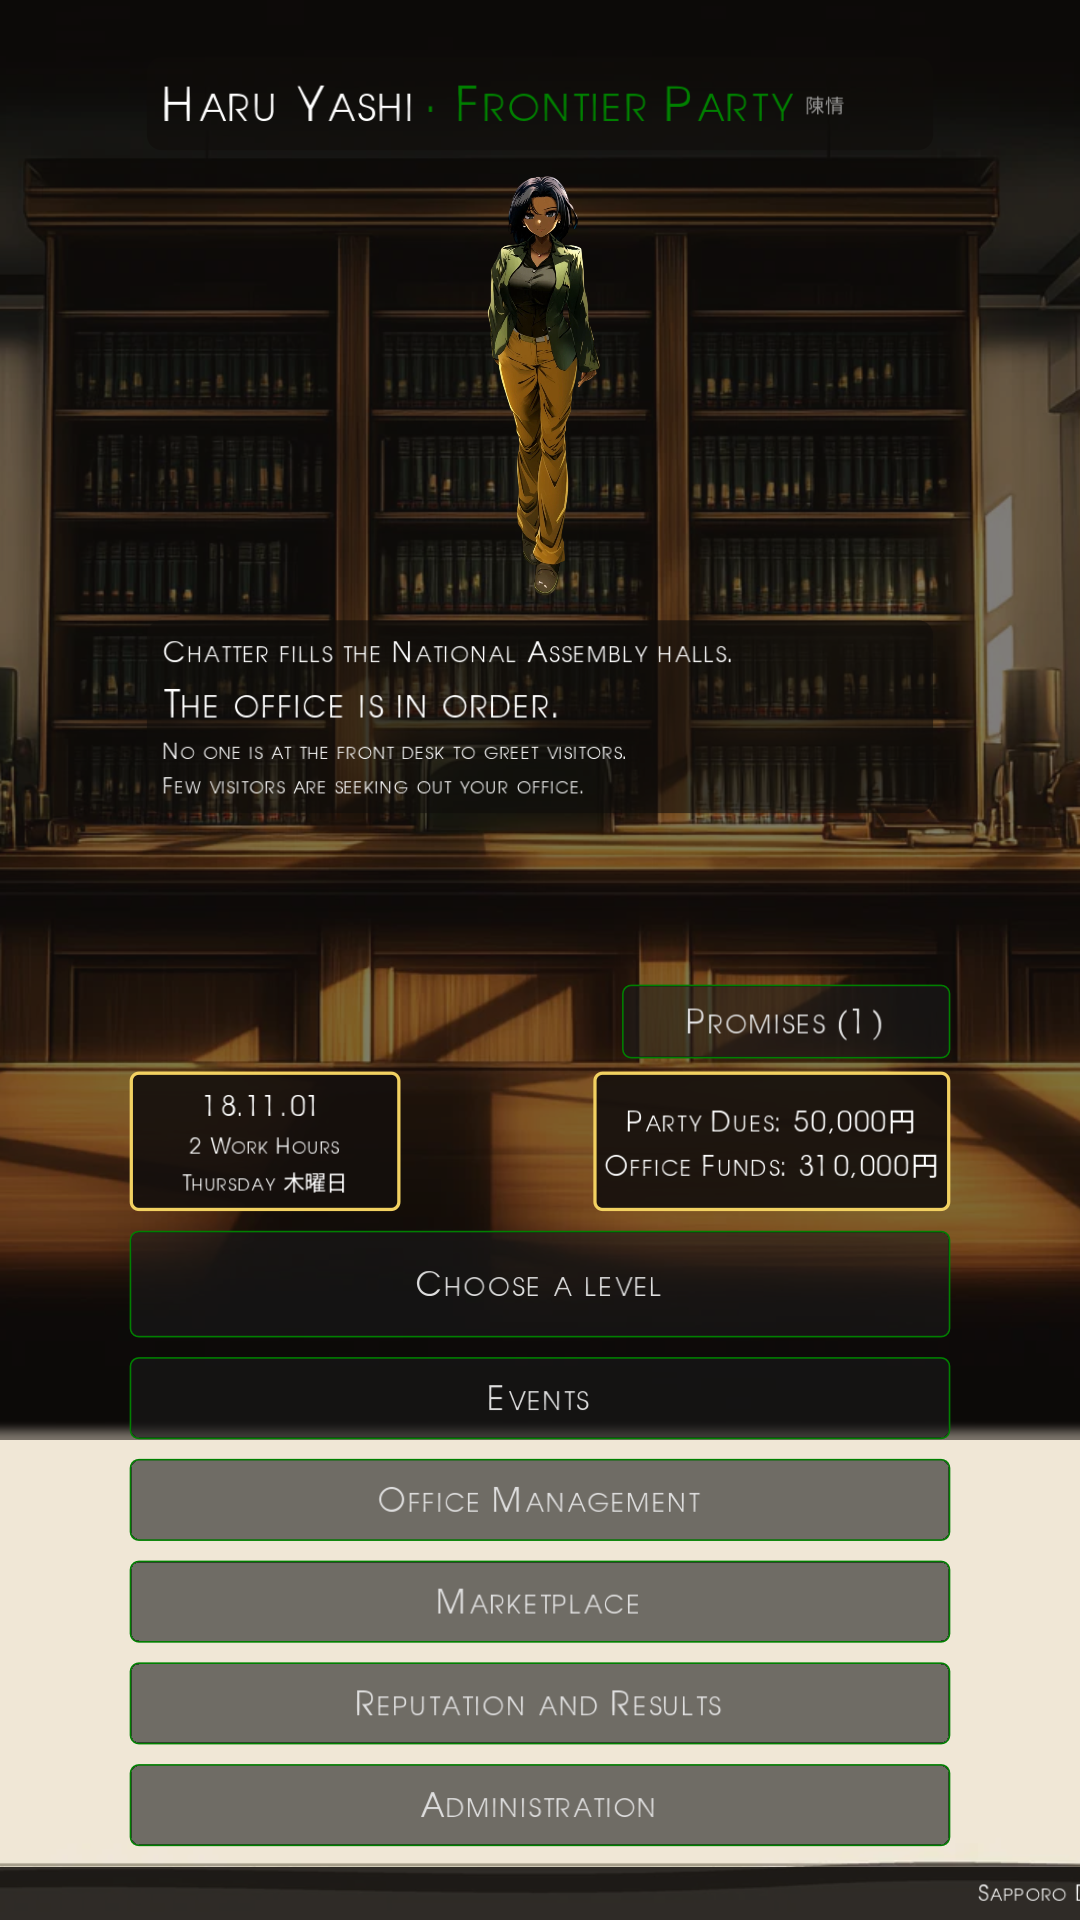 Haru Yashi · Frontier Party 陳情
Chatter fills the National Assembly halls.
The office is in order.
No one is at the front desk to greet visitors.
Few visitors are seeking out your office.
Promises (1)
18.11.01
2 Work Hours
Thursday 木曜日
Party Dues: 50,000円
Office Funds: 310,000円
Choose a level
Events
Office Management
Marketplace
Reputation and Results
Administration
Sapporo